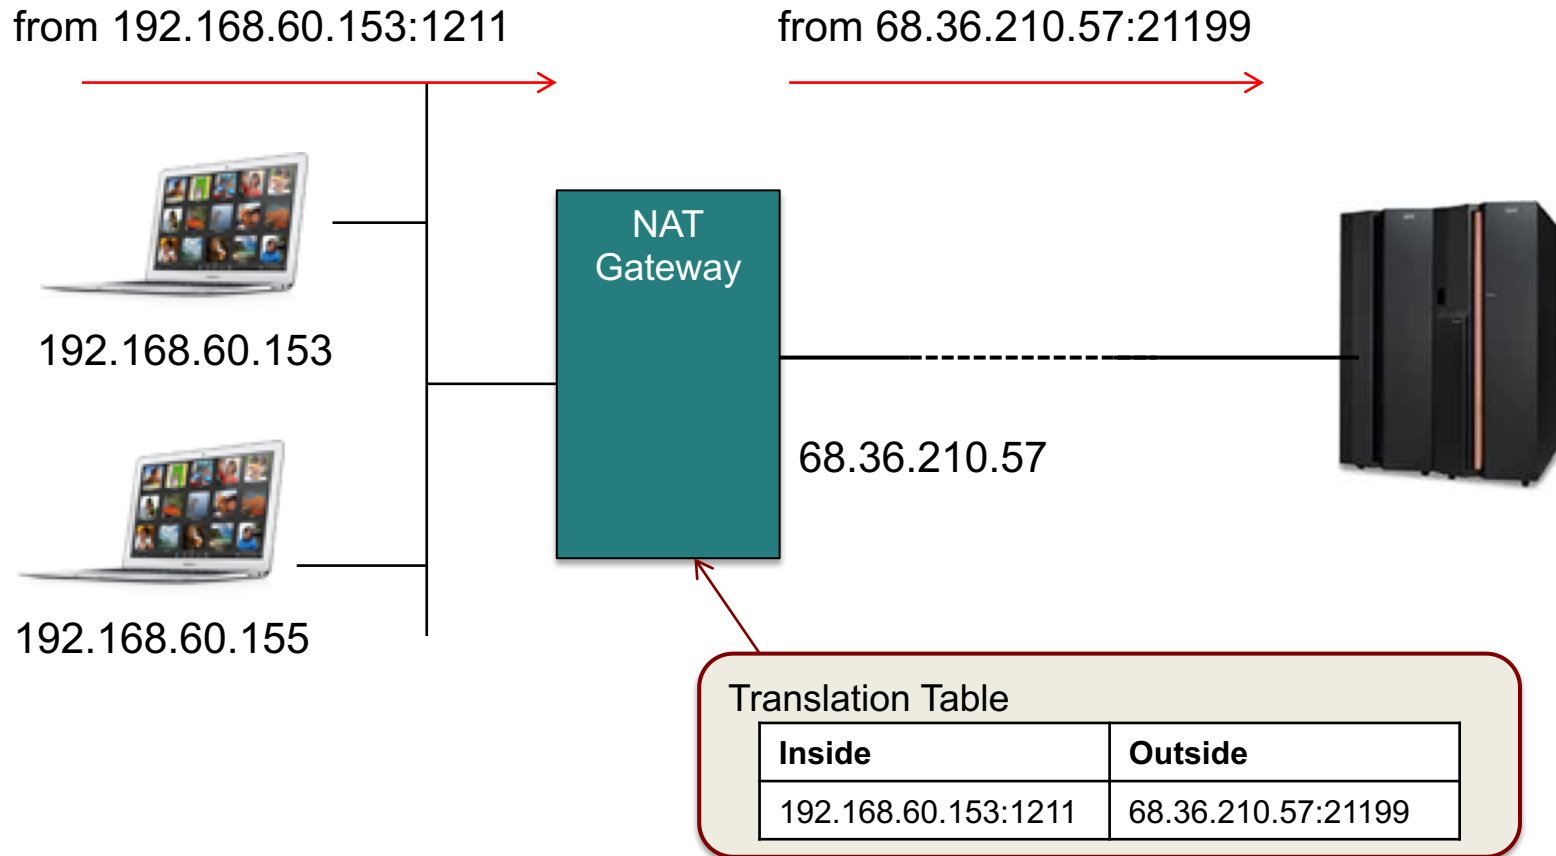 from 192.168.60.153:1211
from 68.36.210.57:21199
NAT
Gateway
192.168.60.153
68.36.210.57
192.168.60.155
Translation Table
Inside
Outside
192.168.60.153:1211
68.36.210.57:21199